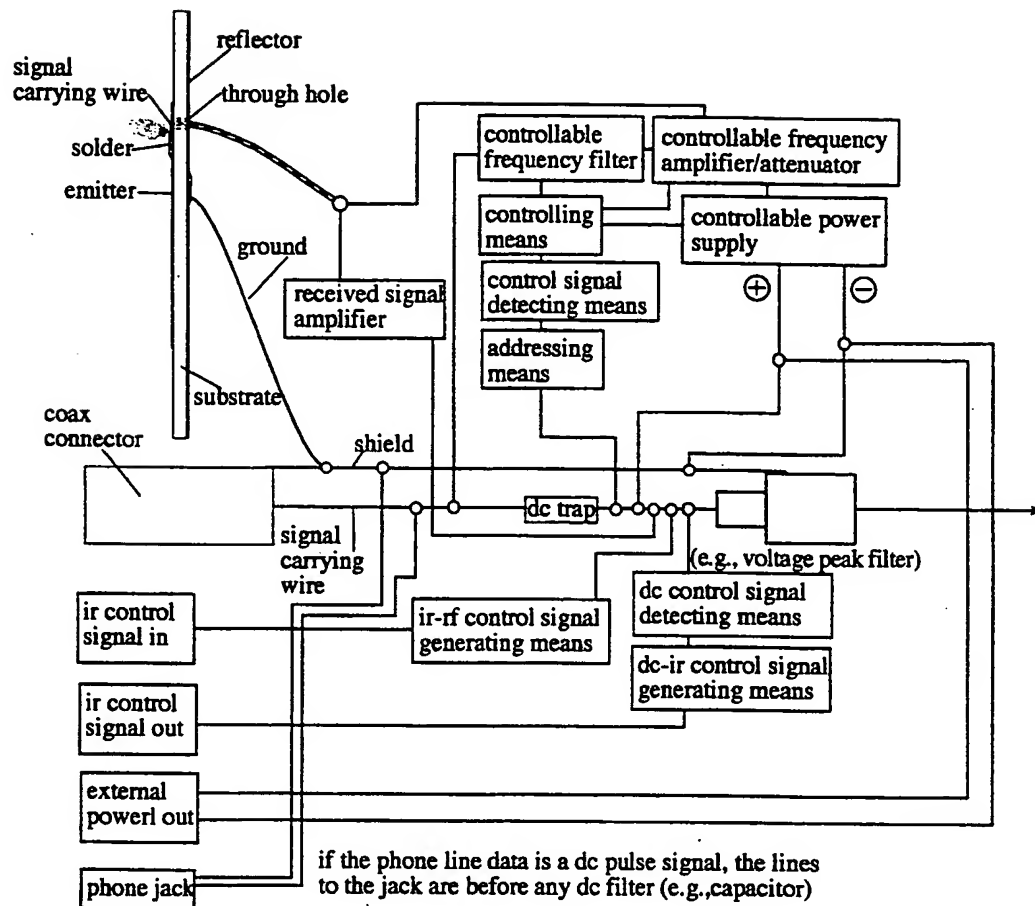 reflector
signal
carrying wire
through hole
solder
emitter
ground
substrate
controllable
frequency filter
controllable frequency
amplifier/attenuator
controlling
means
controllable power
supply
control signal
detecting means
received signal
amplifier
addressing
means
+
−
coax
connector
shield
dc trap
signal
carrying
wire
(e.g., voltage peak filter)
ir control
signal in
ir-rf control signal
generating means
dc control signal
detecting means
dc-ir control signal
generating means
ir control
signal out
external
powerl out
phone jack
if the phone line data is a dc pulse signal, the lines
to the jack are before any dc filter (e.g.,capacitor)